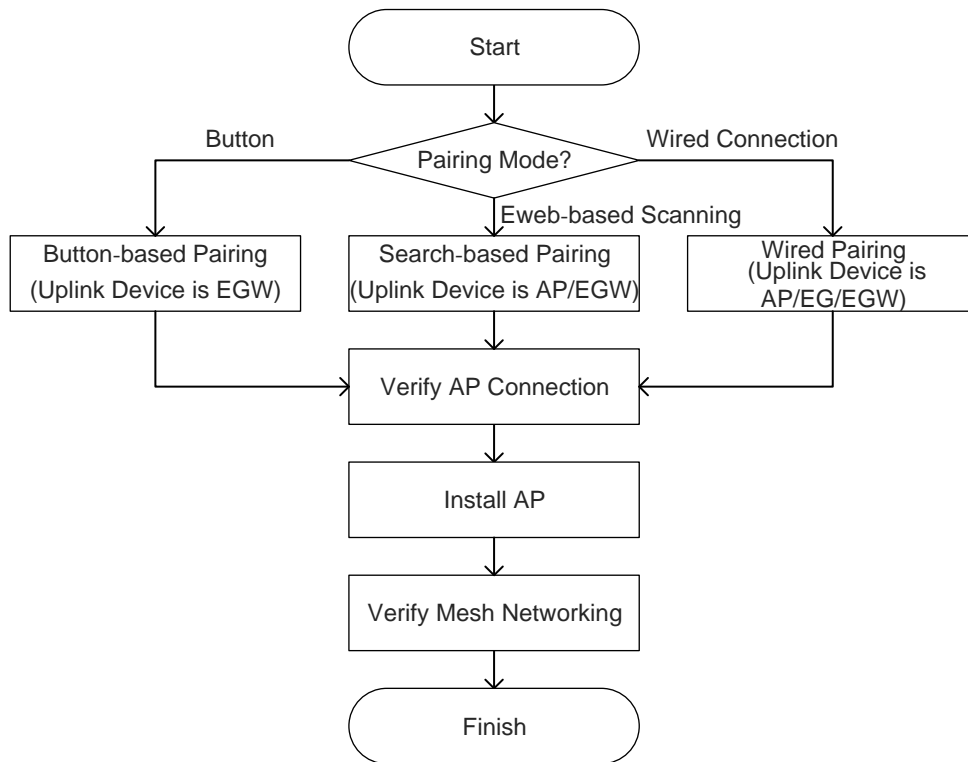 Start
Button
Pairing Mode?
Wired Connection
Eweb-based Scanning
Button-based Pairing
(Uplink Device is EGW)
Search-based Pairing
(Uplink Device is AP/EGW)
Wired Pairing
(Uplink Device is
AP/EG/EGW)
Verify AP Connection
Install AP
Verify Mesh Networking
Finish